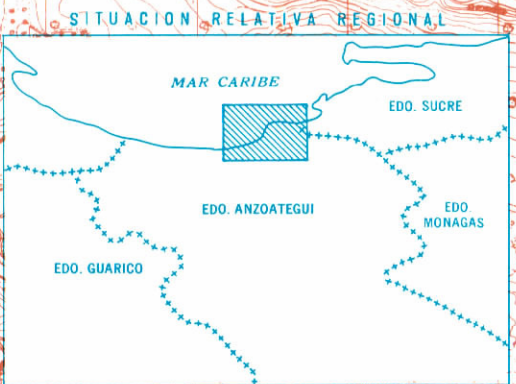 SITUACION RELATIVA REGIONAL
MAR CARIBE
EDO. SUCRE
EDO. ANZOATEGUI
EDO.
MONAGAS
EDO. GUARICO